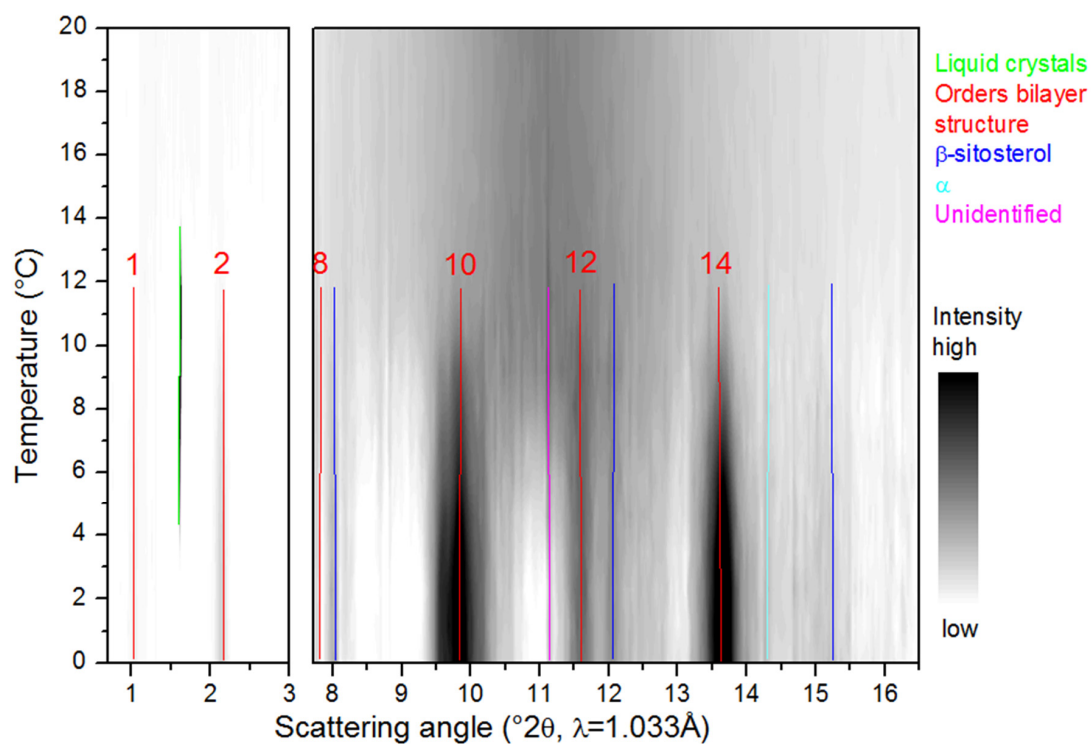 20
18
16
14
12
10
8
6
4
2
0
Temperature (°C)
1 2 8 10 12 14
1 2 3 8 9 10 11 12 13 14 15 16
Scattering angle (°2θ, λ=1.033Å)
Liquid crystals
Orders bilayer
structure
β-sitosterol
α
Unidentified
Intensity
high
low